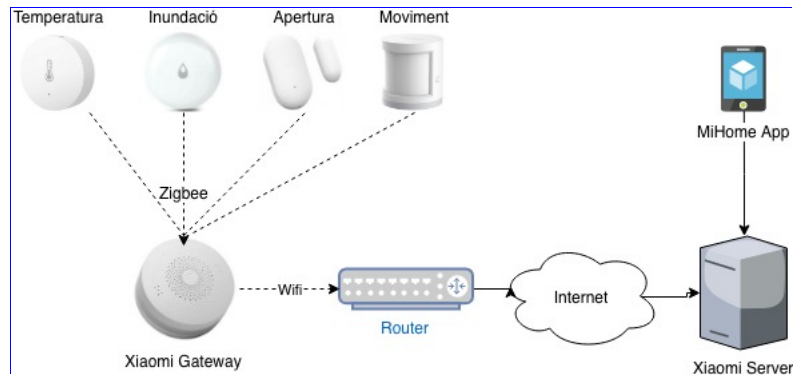 Temperatura
Inundació
Apertura
Moviment
MiHome App
Zigbee
Wifi
Internet
Router
Xiaomi Gateway
Xiaomi Server